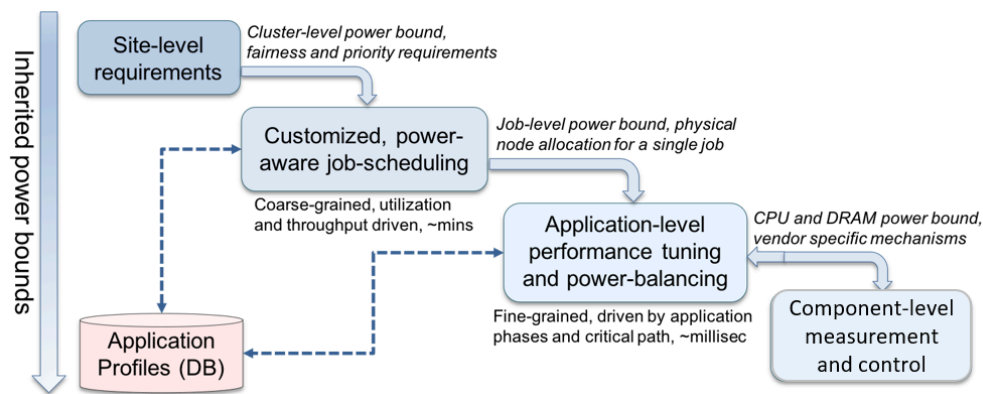 Inherited power bounds
Site-level
requirements
Cluster-level power bound,
fairness and priority requirements
Customized, power-
aware job-scheduling
Job-level power bound, physical
node allocation for a single job
Coarse-grained, utilization
and throughput driven, ~mins
Application-level
performance tuning
and power-balancing
CPU and DRAM power bound,
vendor specific mechanisms
Fine-grained, driven by application
phases and critical path, ~millisec
Component-level
measurement
and control
Application
Profiles (DB)